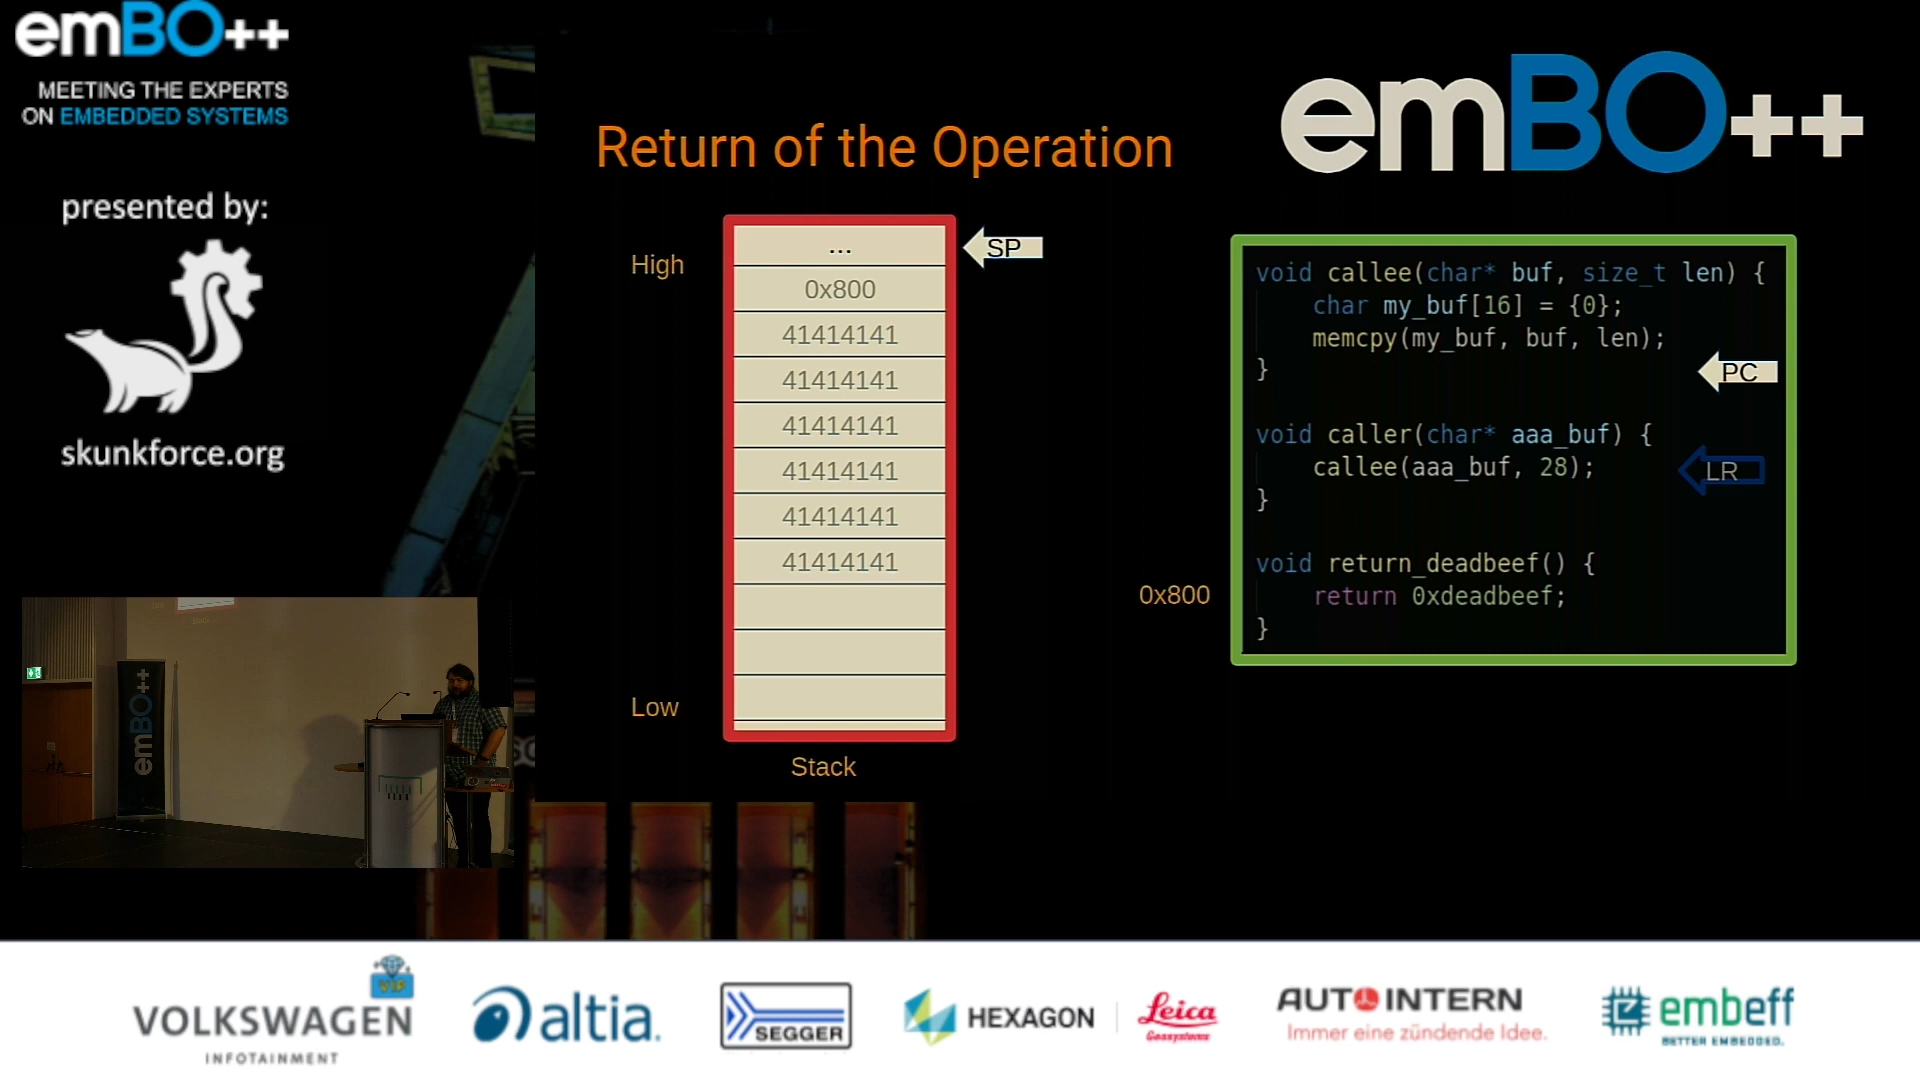 emBO++
MEETING THE EXPERTS
ON EMBEDDED SYSTEMS
presented by:
skunkforce.org
emBO++
Return of the Operation
emBO++
High
Low
...
0x800
41414141
41414141
41414141
41414141
41414141
41414141
Stack
SP
void callee(char* buf, size_t len) {
char my_buf[16] = {0};
memcpy(my_buf, buf, len);
}
PC
void caller(char* aaa_buf) {
callee(aaa_buf, 28);
}
LR
0x800
void return_deadbeef() {
return 0xdeadbeef;
}
VIP
VOLKSWAGEN
INFOTAINMENT
altia.
SEGGER
HEXAGON
Leica
Geosystems
AUTOINTERN
Immer eine zündende Idee.
embeff
BETTER EMBEDDED.